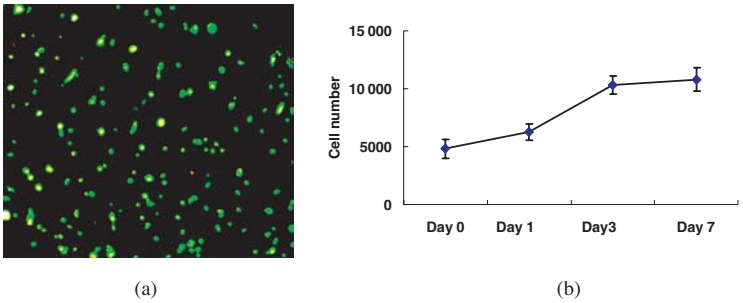 15 000
10 000
5000
0
Cell number
Day 0 Day 1 Day3 Day 7
(a) (b)